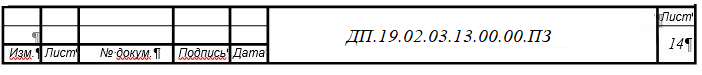 Лист
ДП.19.02.03.13.00.00.ПЗ
14¶
¶
Изм.¶ Лист № докум.¶ Подпись Дата